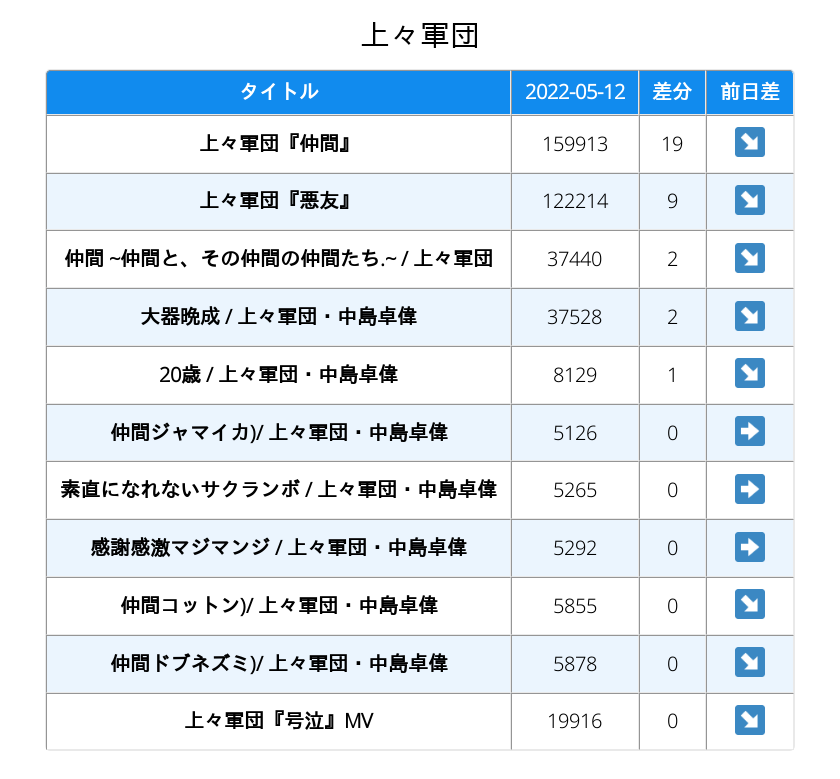 上々軍団
タイトル 2022-05-12 差分 前日差
上々軍団『仲間』 159913 19 ↘
上々軍団『悪友』 122214 9 ↘
仲間 ~仲間と、その仲間の仲間たち.~ / 上々軍団 37440 2 ↘
大器晩成 / 上々軍団・中島卓偉 37528 2 ↘
20歳 / 上々軍団・中島卓偉 8129 1 ↘
仲間ジャマイカ)/ 上々軍団・中島卓偉 5126 0 ➡
素直になれないサクランボ / 上々軍団・中島卓偉 5265 0 ➡
感謝感激マジマンジ / 上々軍団・中島卓偉 5292 0 ➡
仲間コットン)/ 上々軍団・中島卓偉 5855 0 ↘
仲間ドブネズミ)/ 上々軍団・中島卓偉 5878 0 ↘
上々軍団『号泣』MV 19916 0 ↘